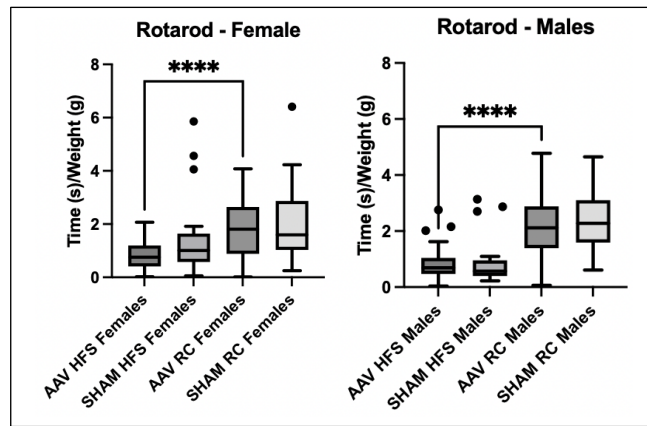 Rotarod - Female
Time (s)/Weight (g)
8
6
4
2
0
****
AAV HFS Females
SHAM HFS Females
AAV RC Females
SHAM RC Females
Rotarod - Males
Time (s)/Weight (g)
8
6
4
2
0
****
AAV HFS Males
SHAM HFS Males
AAV RC Males
SHAM RC Males